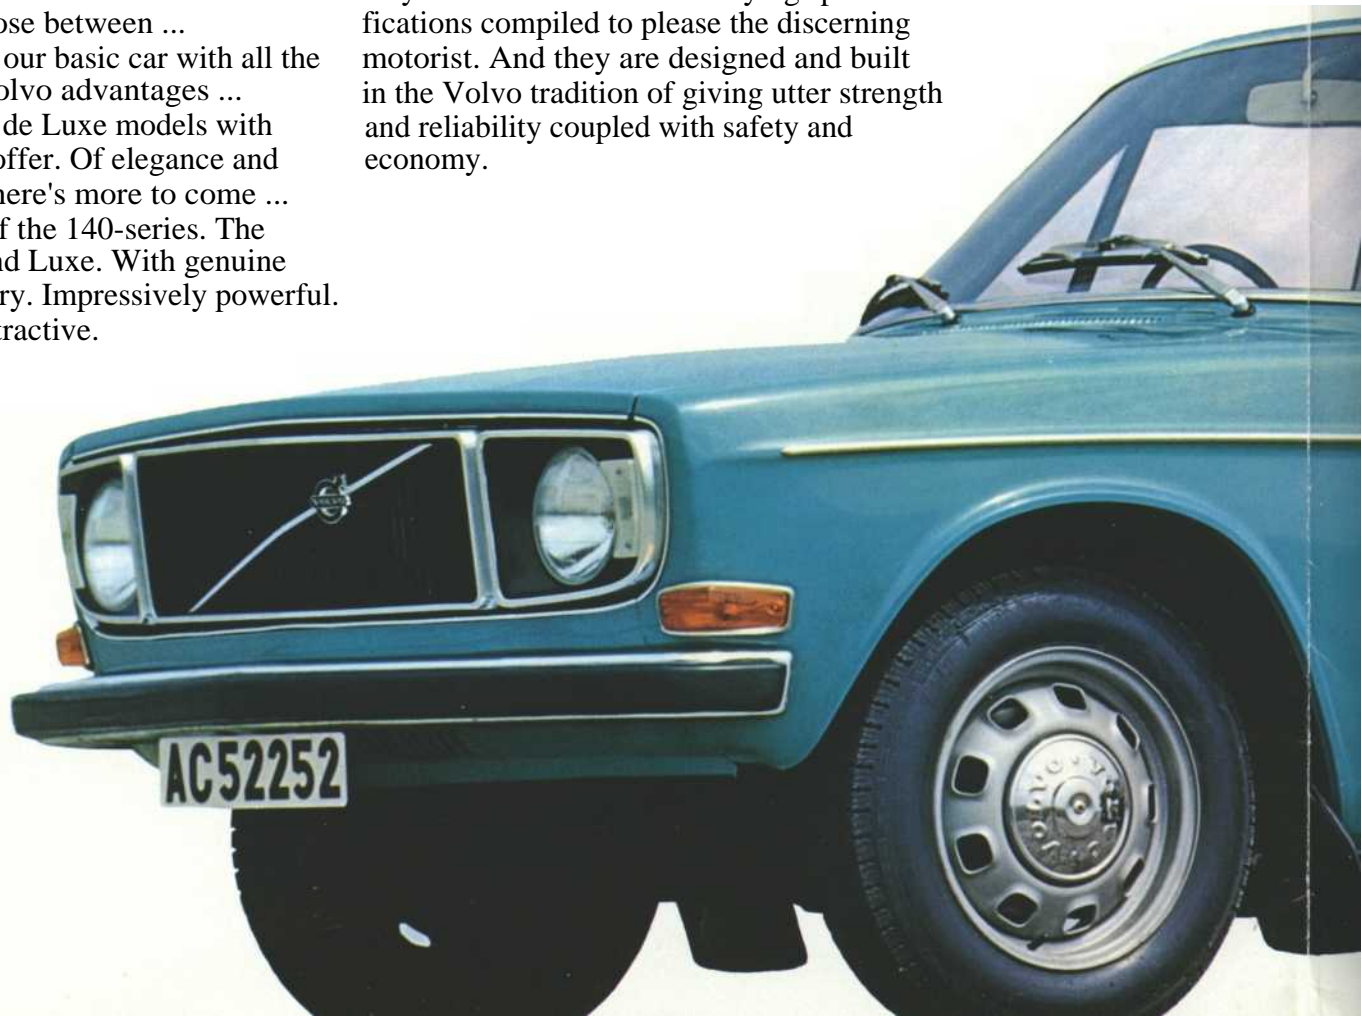 ose between ...
our basic car with all the
olvo advantages ...
de Luxe models with
offer. Of elegance and
here's more to come ...
f the 140-series. The
nd Luxe. With genuine
ry. Impressively powerful.
tractive.
fications compiled to please the discerning
motorist. And they are designed and built
in the Volvo tradition of giving utter strength
and reliability coupled with safety and
economy.
VOLVO
AC52252
VOLVO VOLVO